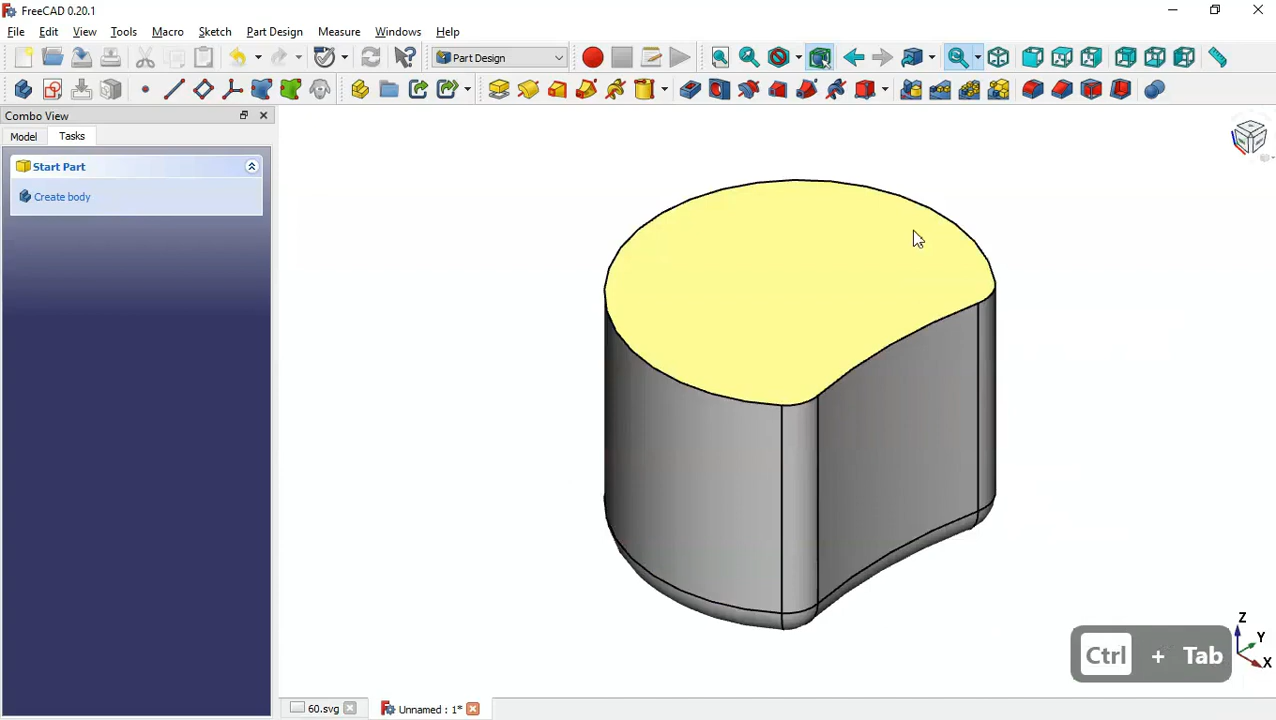 FreeCAD 0.20.1
File Edit View Tools Macro Sketch Part Design Measure Windows Help
Part Design
Combo View
Model Tasks
Start Part
Create body
Z
Y
X
Ctrl + Tab
60.svg Unnamed : 1*